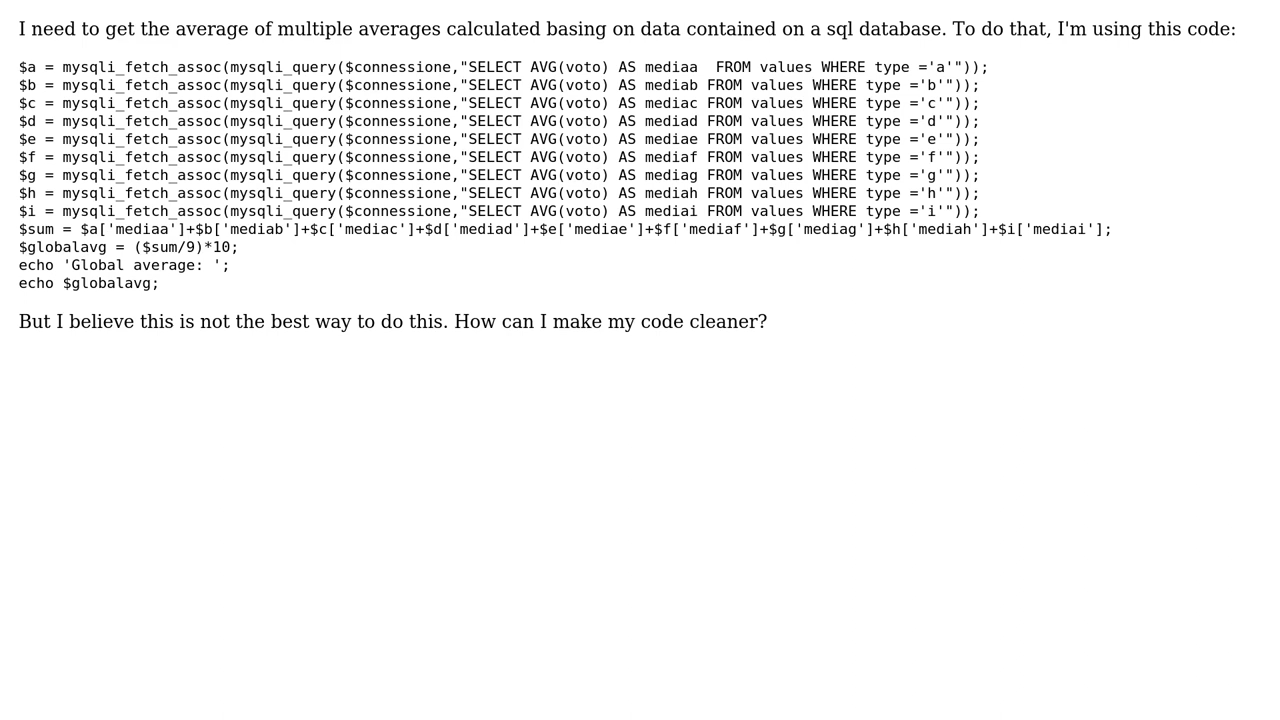 I need to get the average of multiple averages calculated basing on data contained on a sql database. To do that, I'm using this code:
$a = mysqli_fetch_assoc(mysqli_query($connessione,"SELECT AVG(voto) AS mediaa  FROM values WHERE type ='a'"));
$b = mysqli_fetch_assoc(mysqli_query($connessione,"SELECT AVG(voto) AS mediab FROM values WHERE type ='b'"));
$c = mysqli_fetch_assoc(mysqli_query($connessione,"SELECT AVG(voto) AS mediac FROM values WHERE type ='c'"));
$d = mysqli_fetch_assoc(mysqli_query($connessione,"SELECT AVG(voto) AS mediad FROM values WHERE type ='d'"));
$e = mysqli_fetch_assoc(mysqli_query($connessione,"SELECT AVG(voto) AS mediae FROM values WHERE type ='e'"));
$f = mysqli_fetch_assoc(mysqli_query($connessione,"SELECT AVG(voto) AS mediaf FROM values WHERE type ='f'"));
$g = mysqli_fetch_assoc(mysqli_query($connessione,"SELECT AVG(voto) AS mediag FROM values WHERE type ='g'"));
$h = mysqli_fetch_assoc(mysqli_query($connessione,"SELECT AVG(voto) AS mediah FROM values WHERE type ='h'"));
$i = mysqli_fetch_assoc(mysqli_query($connessione,"SELECT AVG(voto) AS mediai FROM values WHERE type ='i'"));
$sum = $a['mediaa']+$b['mediab']+$c['mediac']+$d['mediad']+$e['mediae']+$f['mediaf']+$g['mediag']+$h['mediah']+$i['mediai'];
$globalavg = ($sum/9)*10;
echo 'Global average: ';
echo $globalavg;
But I believe this is not the best way to do this. How can I make my code cleaner?